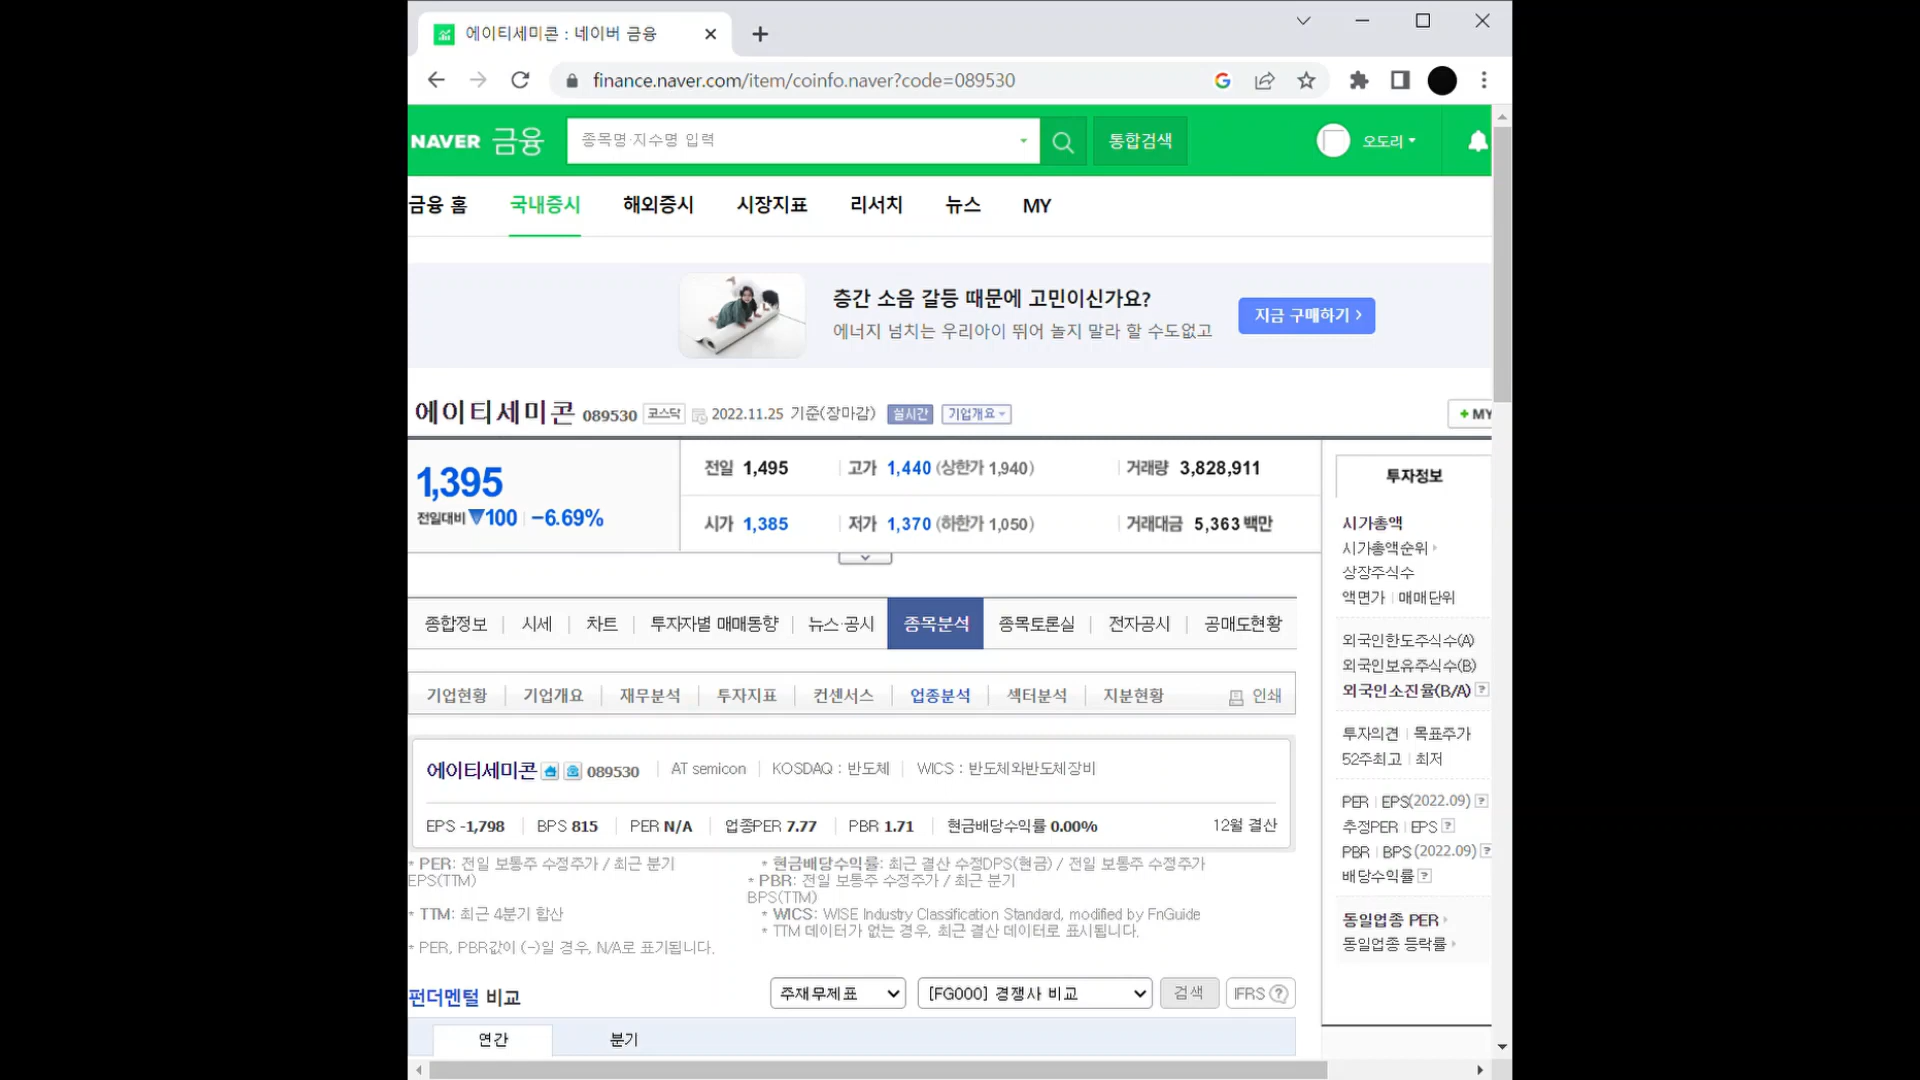 에이티세미콘 : 네이버 금융
finance.naver.com/item/coinfo.naver?code=089530
NAVER 금융
종목명·지수명 입력
통합검색
오도리
금융 홈 국내증시 해외증시 시장지표 리서치 뉴스 MY
층간 소음 갈등 때문에 고민이신가요?
에너지 넘치는 우리아이 뛰어 놀지 말라 할 수도없고
지금 구매하기
에이티세미콘 089530 코스닥 2022.11.25 기준(장마감) 실시간 기업개요
+ MY
1,395
전일대비 ▼100 -6.69%
전일 1,495 고가 1,440 (상한가 1,940) 거래량 3,828,911
시가 1,385 저가 1,370 (하한가 1,050) 거래대금 5,363 백만
투자정보
시가총액
시가총액순위
상장주식수
액면가 | 매매단위
외국인한도주식수(A)
외국인보유주식수(B)
외국인소진율(B/A) ?
투자의견 | 목표주가
52주최고 | 최저
PER | EPS(2022.09) ?
추정PER | EPS ?
PBR | BPS (2022.09) ?
배당수익률 ?
동일업종 PER
동일업종 등락률
종합정보 시세 차트 투자자별 매매동향 뉴스·공시 종목분석 종목토론실 전자공시 공매도현황
기업현황 기업개요 재무분석 투자지표 컨센서스 업종분석 섹터분석 지분현황 인쇄
에이티세미콘 089530 AT semicon KOSDAQ : 반도체 WICS : 반도체와반도체장비
EPS -1,798 BPS 815 PER N/A 업종PER 7.77 PBR 1.71 현금배당수익률 0.00% 12월 결산
* PER: 전일 보통주 수정주가 / 최근 분기
EPS(TTM)
* TTM: 최근 4분기 합산
* PER, PBR값이 (-)일 경우, N/A로 표기됩니다.
* 현금배당수익률: 최근 결산 수정DPS(현금) / 전일 보통주 수정주가
* PBR: 전일 보통주 수정주가 / 최근 분기
BPS(TTM)
* WICS: WISE Industry Classification Standard, modified by FnGuide
* TTM 데이터가 없는 경우, 최근 결산 데이터로 표시됩니다.
펀더멘털 비교
주재무제표 [FG000] 경쟁사 비교 검색 IFRS ?
연간 분기